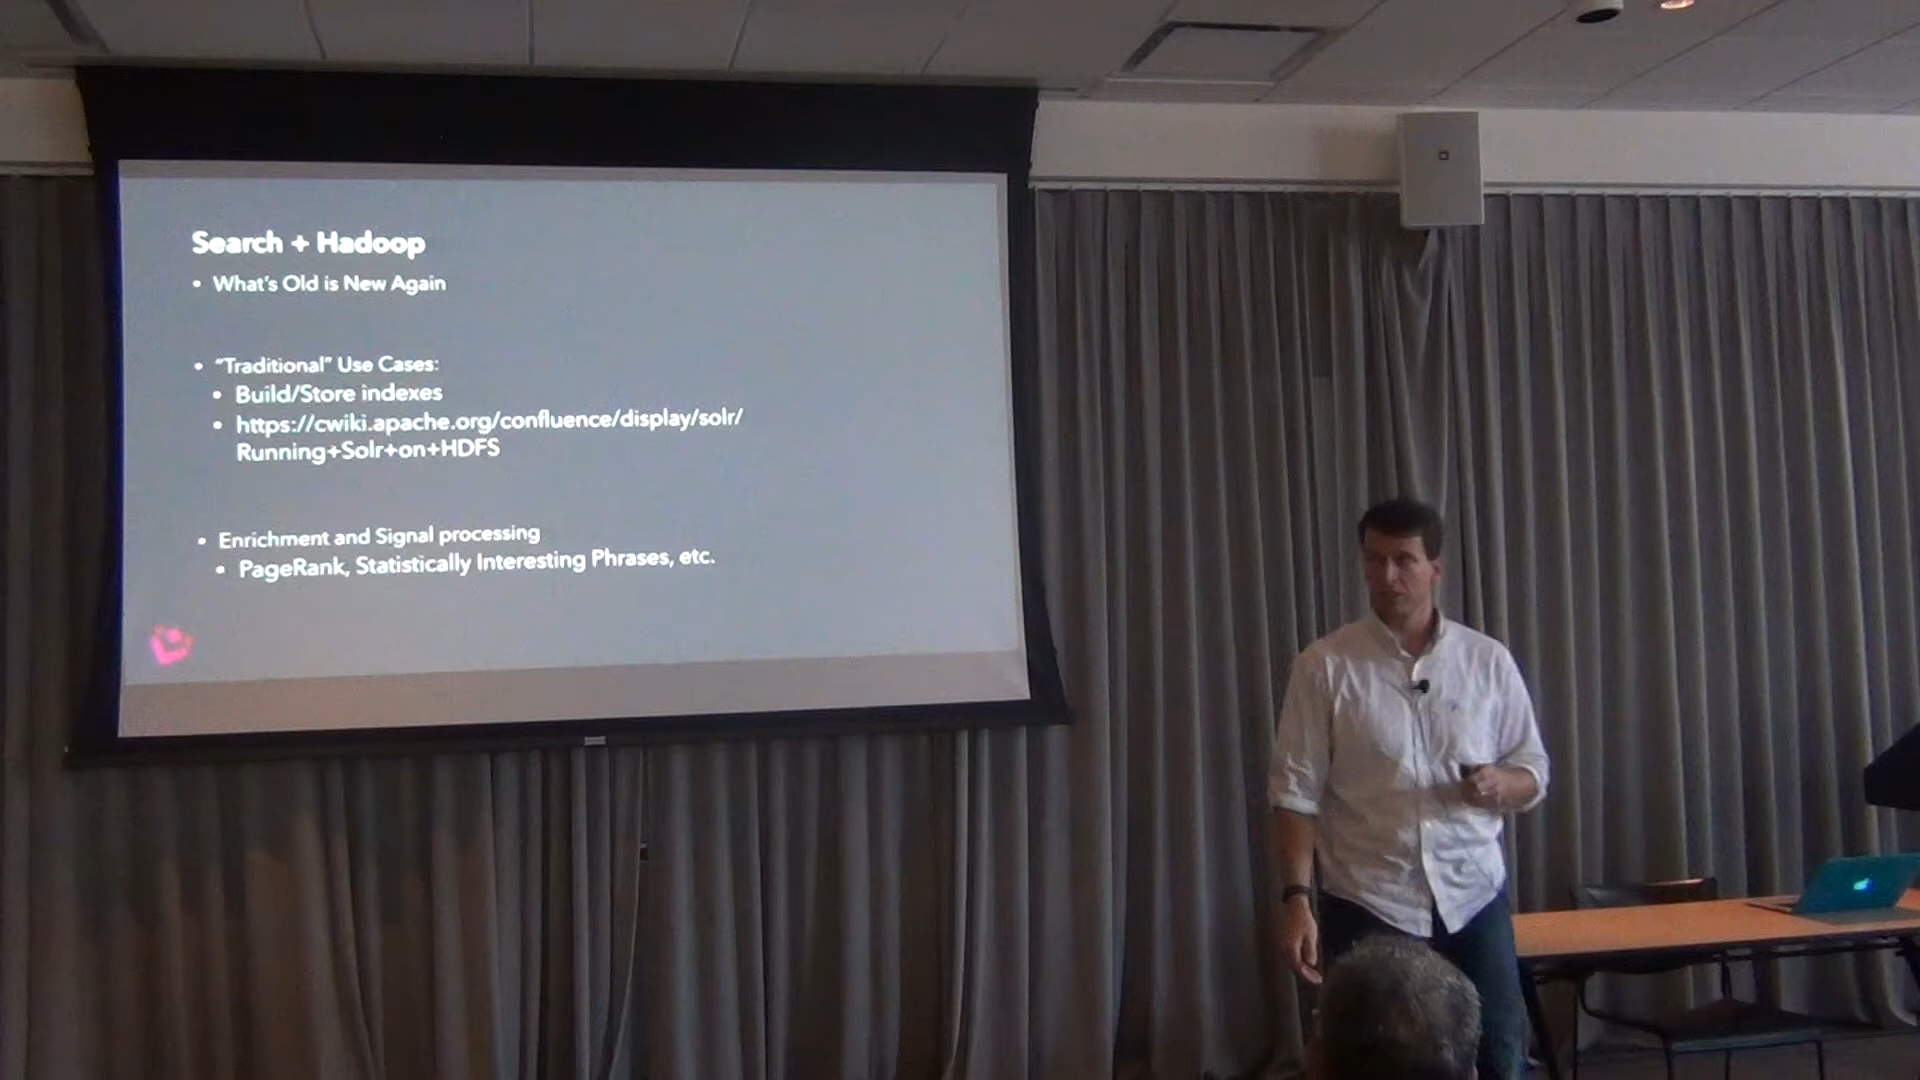 Search + Hadoop
• What's Old is New Again
• "Traditional" Use Cases:
• Build/Store indexes
• https://cwiki.apache.org/confluence/display/solr/
Running+Solr+on+HDFS
• Enrichment and Signal processing
• PageRank, Statistically Interesting Phrases, etc.